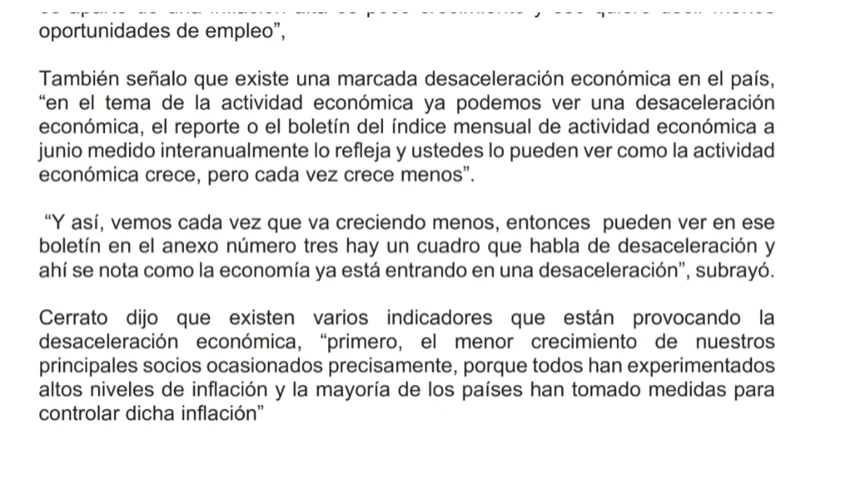 oportunidades de empleo”,
También señalo que existe una marcada desaceleración económica en el país,
“en el tema de la actividad económica ya podemos ver una desaceleración
económica, el reporte o el boletín del índice mensual de actividad económica a
junio medido interanualmente lo refleja y ustedes lo pueden ver como la actividad
económica crece, pero cada vez crece menos”.
“Y así, vemos cada vez que va creciendo menos, entonces  pueden ver en ese
boletín en el anexo número tres hay un cuadro que habla de desaceleración y
ahí se nota como la economía ya está entrando en una desaceleración”, subrayó.
Cerrato dijo que existen varios indicadores que están provocando la
desaceleración económica, “primero, el menor crecimiento de nuestros
principales socios ocasionados precisamente, porque todos han experimentados
altos niveles de inflación y la mayoría de los países han tomado medidas para
controlar dicha inflación”